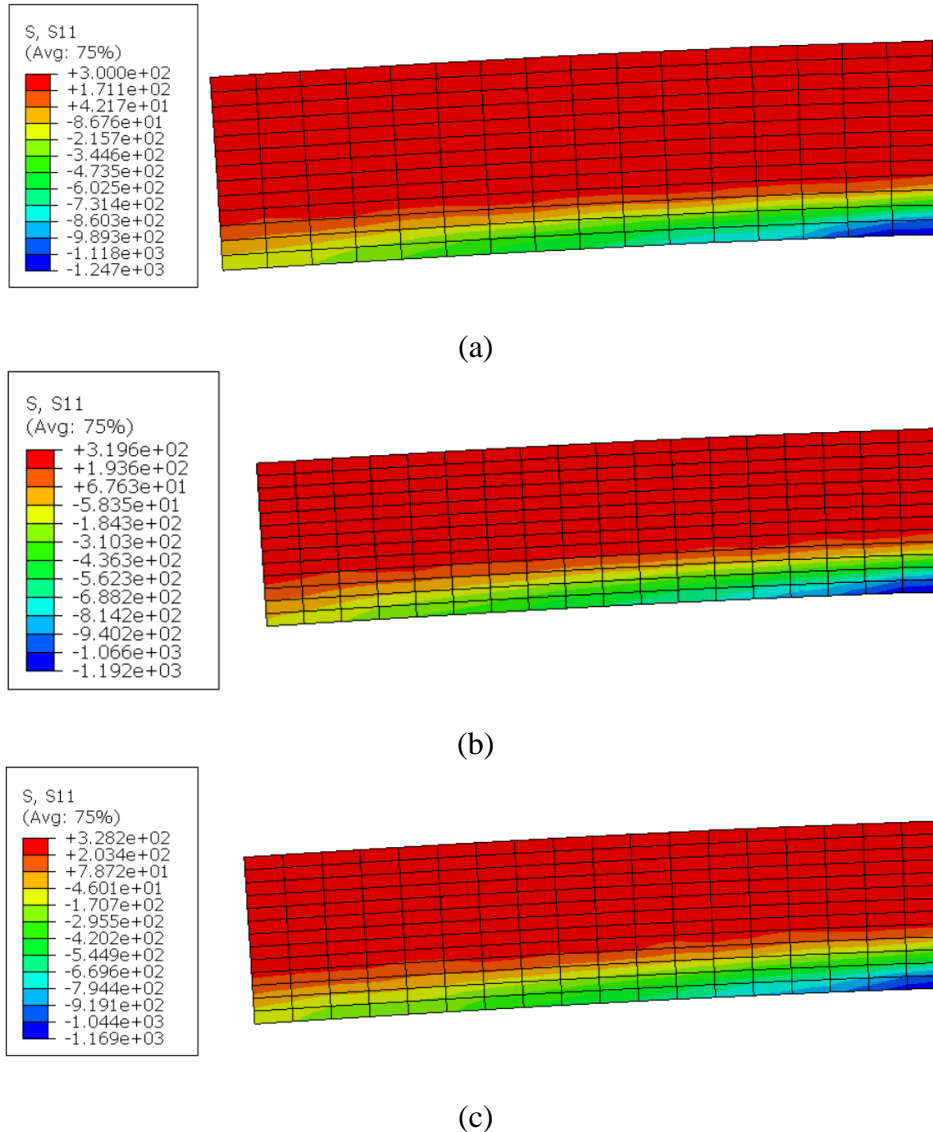 S, S11
(Avg: 75%)
+3.000e+02
+1.711e+02
+4.217e+01
-8.676e+01
-2.157e+02
-3.446e+02
-4.735e+02
-6.025e+02
-7.314e+02
-8.603e+02
-9.893e+02
-1.118e+03
-1.247e+03
(a)
S, S11
(Avg: 75%)
+3.196e+02
+1.936e+02
+6.763e+01
-5.835e+01
-1.843e+02
-3.103e+02
-4.363e+02
-5.623e+02
-6.882e+02
-8.142e+02
-9.402e+02
-1.066e+03
-1.192e+03
(b)
S, S11
(Avg: 75%)
+3.282e+02
+2.034e+02
+7.872e+01
-4.601e+01
-1.707e+02
-2.955e+02
-4.202e+02
-5.449e+02
-6.696e+02
-7.944e+02
-9.191e+02
-1.044e+03
-1.169e+03
(c)